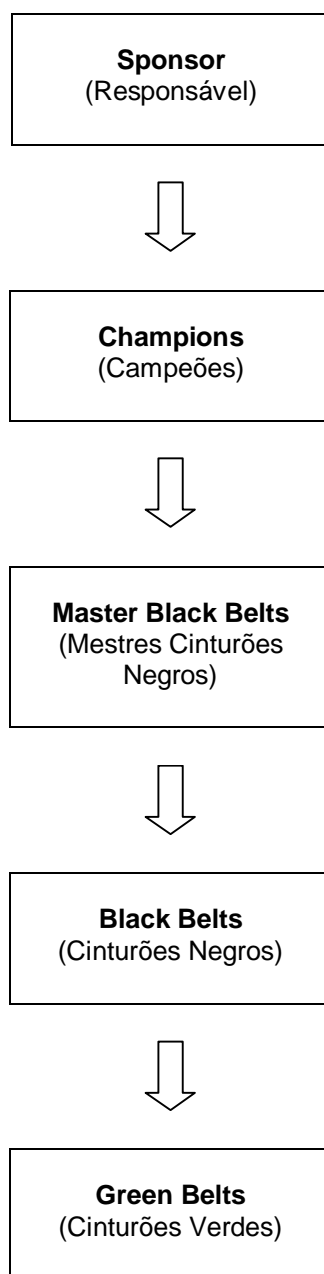 Sponsor
(Responsável)
Champions
(Campeões)
Master Black Belts
(Mestres Cinturões
Negros)
Black Belts
(Cinturões Negros)
Green Belts
(Cinturões Verdes)